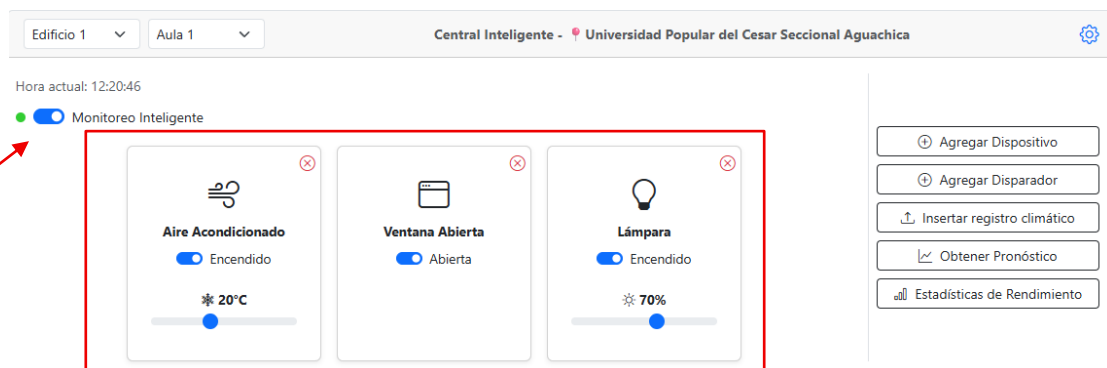 Edificio 1
Aula 1
Central Inteligente - 📍 Universidad Popular del Cesar Seccional Aguachica
Hora actual: 12:20:46
Monitoreo Inteligente
Aire Acondicionado
Encendido
20°C
Ventana Abierta
Abierta
Lámpara
Encendido
70%
Agregar Dispositivo
Agregar Disparador
Insertar registro climático
Obtener Pronóstico
Estadísticas de Rendimiento